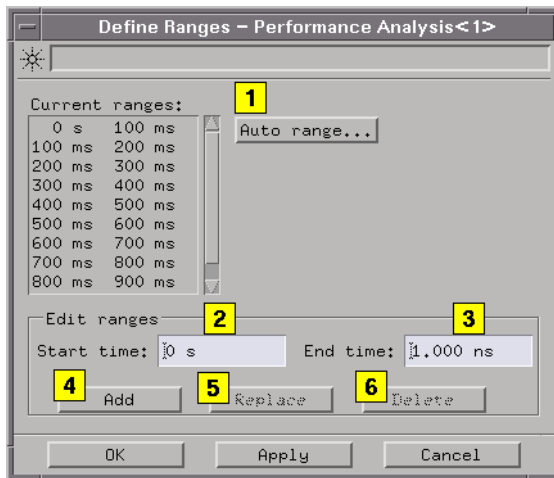 Define Ranges – Performance Analysis<1>
Current ranges:
1
0 s 100 ms
Auto range...
100 ms 200 ms
200 ms 300 ms
300 ms 400 ms
400 ms 500 ms
500 ms 600 ms
600 ms 700 ms
700 ms 800 ms
800 ms 900 ms
Edit ranges
2
3
Start time: 0 s
End time: 1.000 ns
4
5
6
Add
Replace
Delete
OK
Apply
Cancel